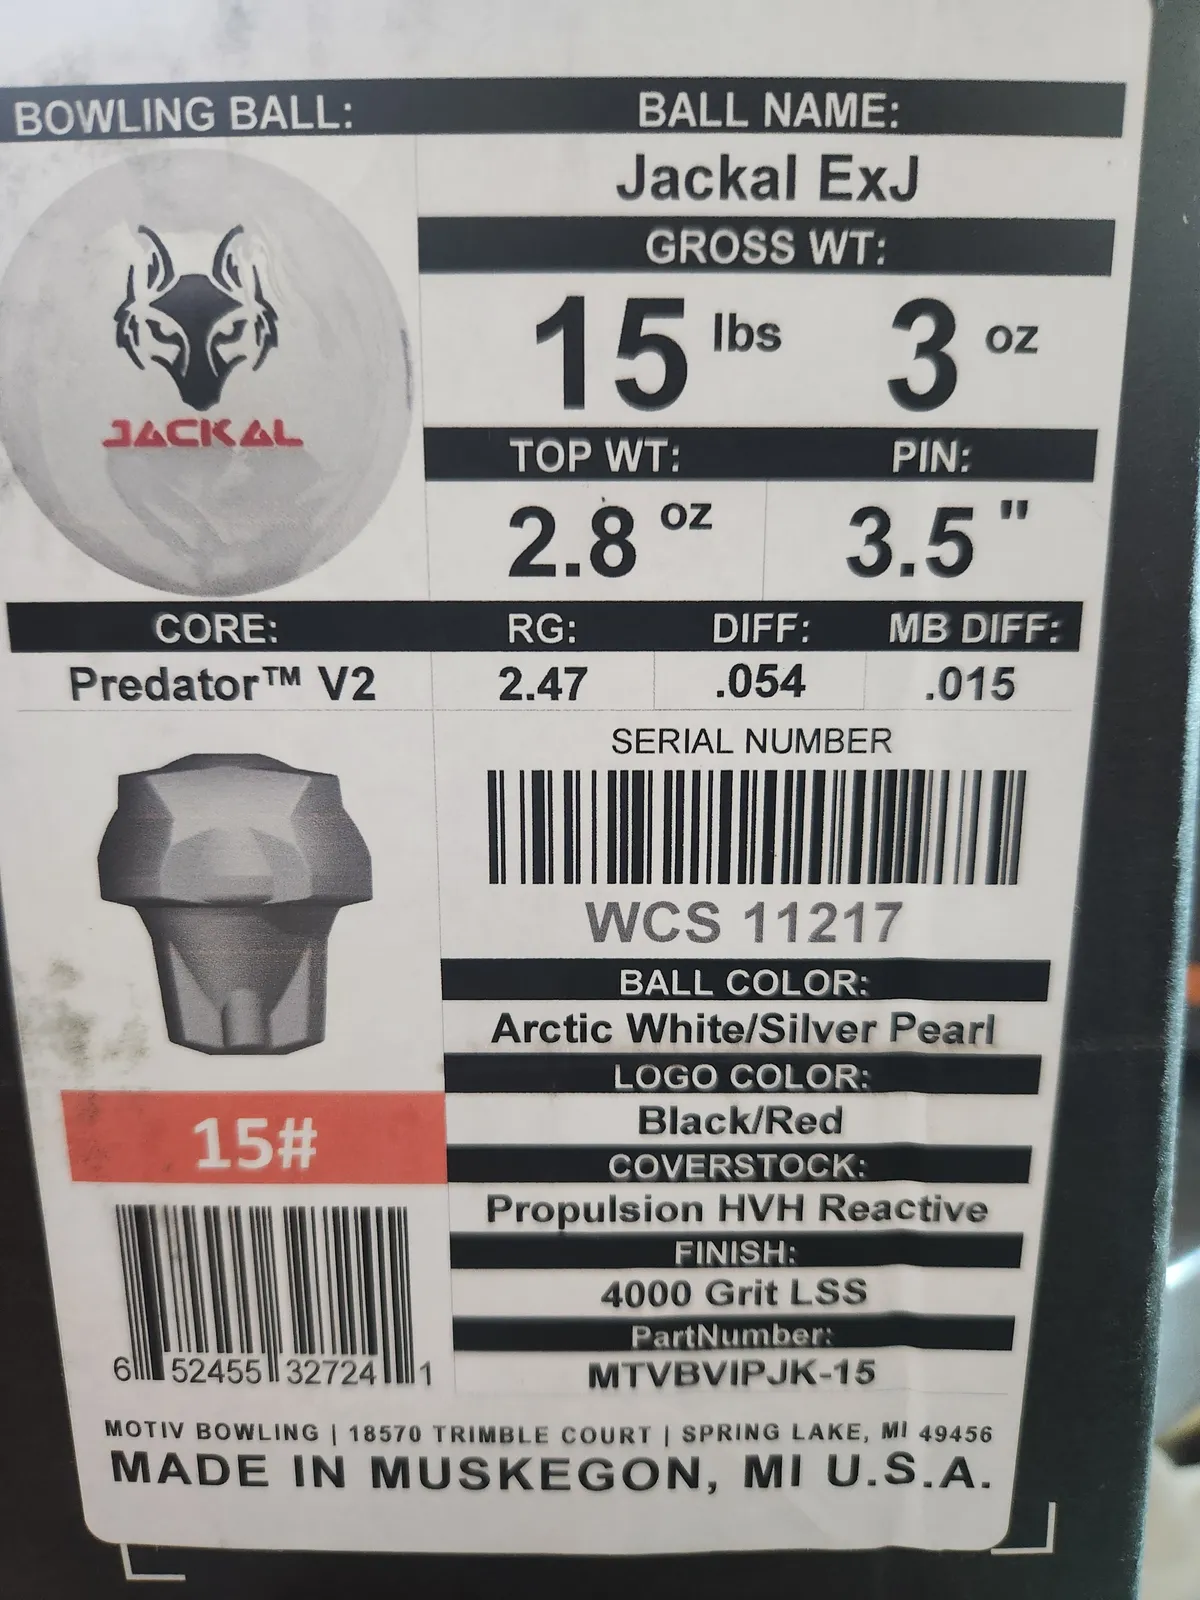 BOWLING BALL:
BALL NAME:
Jackal ExJ
JACKAL
GROSS WT:
15 lbs 3 oz
TOP WT: PIN:
2.8 oz 3.5 "
CORE: RG: DIFF: MB DIFF:
Predator™ V2 2.47 .054 .015
SERIAL NUMBER
WCS 11217
BALL COLOR:
Arctic White/Silver Pearl
LOGO COLOR:
Black/Red
15#
COVERSTOCK:
Propulsion HVH Reactive
FINISH:
4000 Grit LSS
PartNumber:
MTVBVIPJK-15
6 52455 32724 1
MOTIV BOWLING | 18570 TRIMBLE COURT | SPRING LAKE, MI 49456
MADE IN MUSKEGON, MI U.S.A.